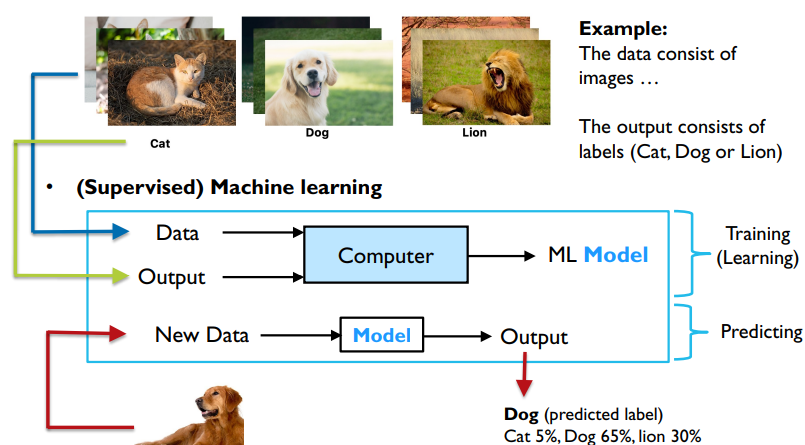 Example:
The data consist of
images …
The output consists of
labels (Cat, Dog or Lion)
Cat
Dog
Lion
• (Supervised) Machine learning
Data
Output
Computer
ML Model
Training
(Learning)
New Data
Model
Output
Predicting
Dog (predicted label)
Cat 5%, Dog 65%, lion 30%